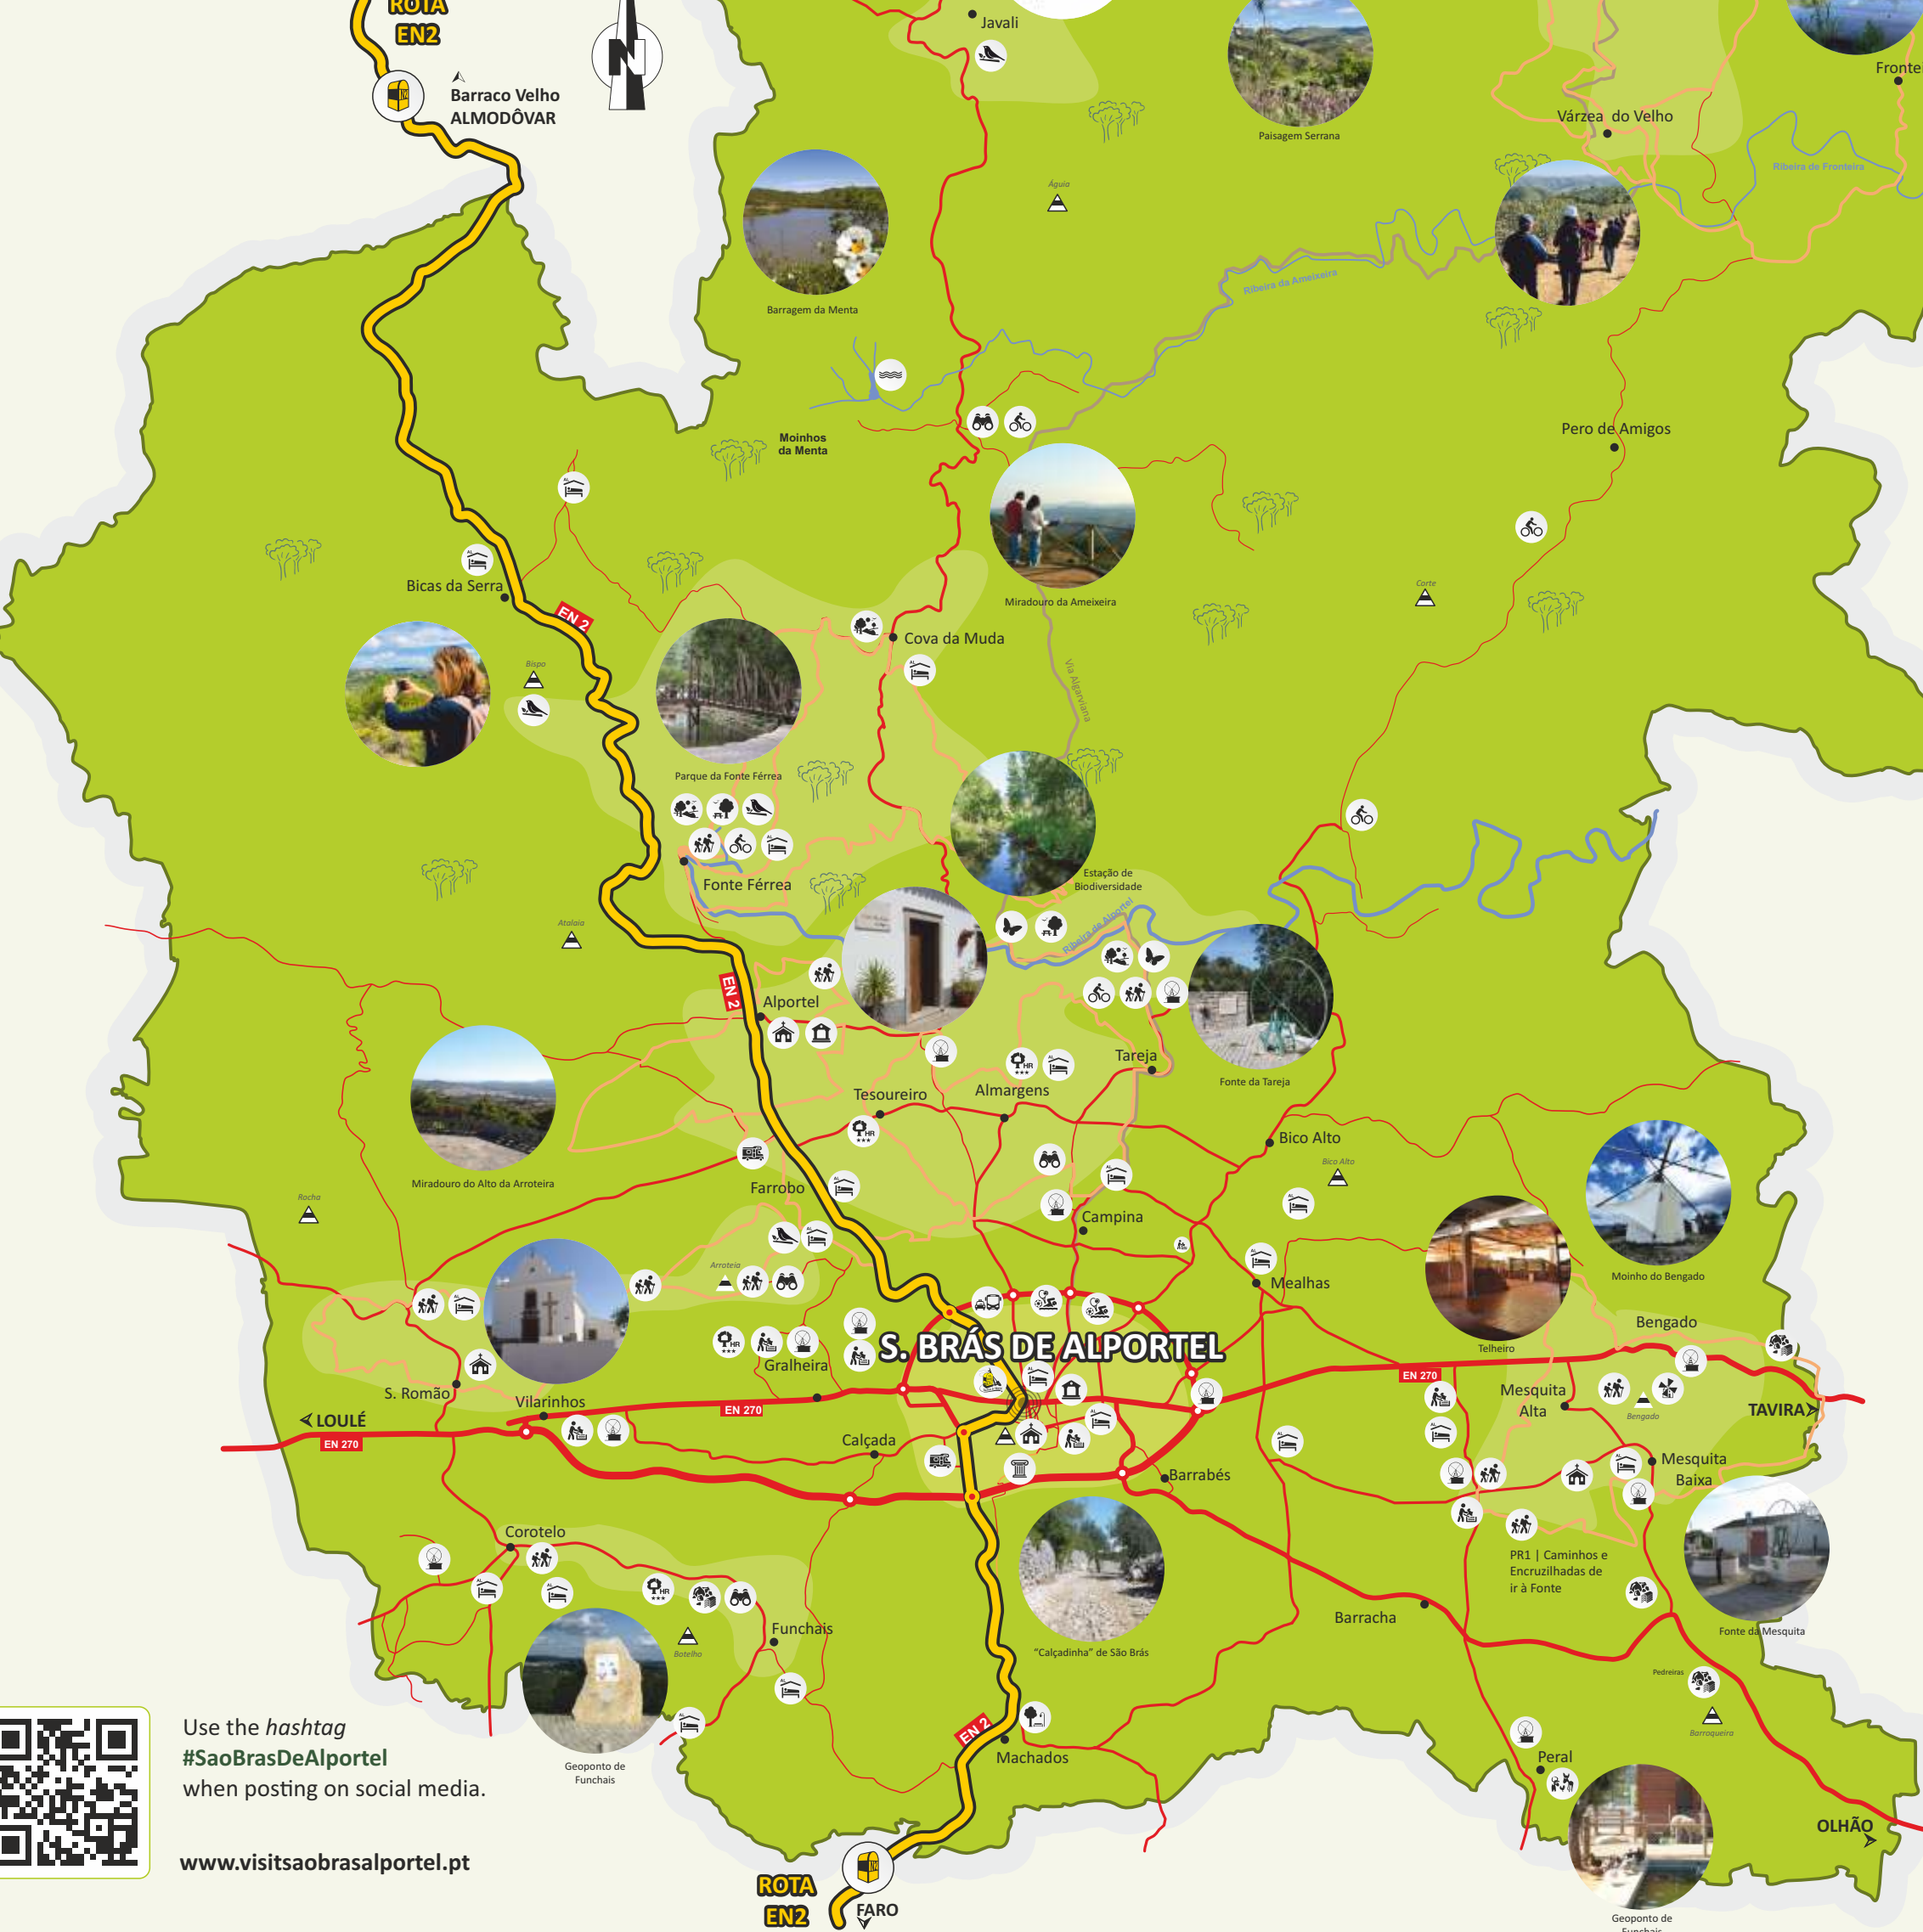 ROTA
EN2
Barraco Velho
ALMODÔVAR
N
Javali
Paisagem Serrana
Fronte
Várzea do Velho
Ribeira de Fronteira
Águia
Barragem da Menta
Ribeira da Ameixeira
Moinhos
da Menta
Pero de Amigos
Miradouro da Ameixeira
Corte
Bicas da Serra
EN 2
Cova da Muda
Via Algarviana
Bispo
Parque da Fonte Férrea
Fonte Férrea
Estação de
Biodiversidade
Ribeira de Alportel
Atalaia
EN 2
Alportel
Tareja
Fonte da Tareja
Tesoureiro
Almargens
HR
HR
Bico Alto
Bico Alto
Miradouro do Alto da Arroteira
Rocha
Farrobo
Campina
Arroteia
Mealhas
Moinho do Bengado
Telheiro
Bengado
S. BRÁS DE ALPORTEL
HR
Gralheira
S. Romão
Vilarinhos
EN 270
EN 270
Mesquita
Alta
Bengado
TAVIRA
LOULÉ
EN 270
Calçada
Barrabés
Mesquita
Baixa
Corotelo
PR1 | Caminhos e
Encruzilhadas de
ir à Fonte
HR
Barracha
Funchais
Botelho
"Calçadinha" de São Brás
Fonte da Mesquita
Pedreiras
Barroqueira
Use the hashtag
#SaoBrasDeAlportel
when posting on social media.
www.visitsaobrasalportel.pt
Geoponto de
Funchais
EN 2
Machados
Peral
OLHÃO
ROTA
EN2
FARO
Geoponto de
Funchais